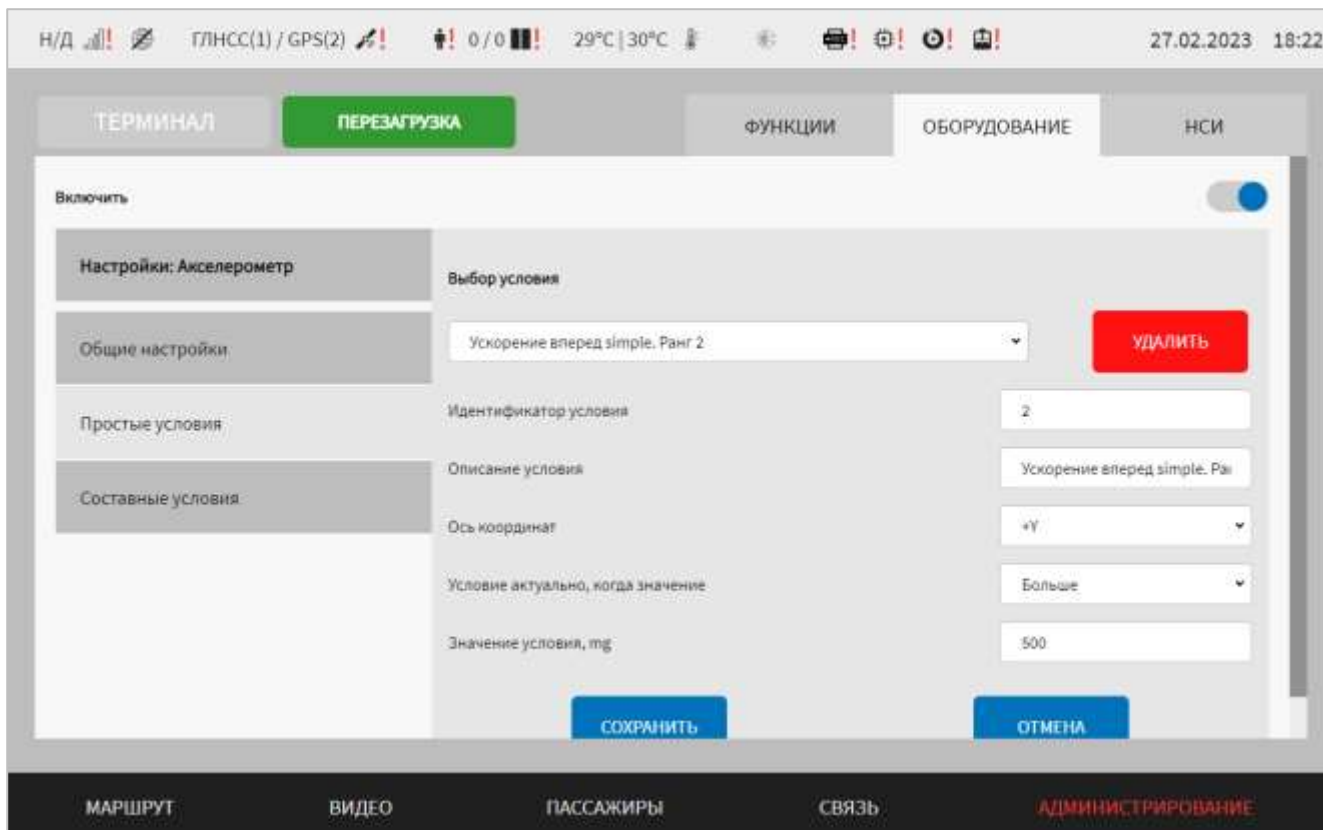 Н/Д ! ГЛНСС(1) / GPS(2) ! ! 0 / 0 ! 29°C | 30°C ! ! ! ! 27.02.2023 18:22
ТЕРМИНАЛ ПЕРЕЗАГРУЗКА ФУНКЦИИ ОБОРУДОВАНИЕ НСИ
Включить
Настройки: Акселерометр
Выбор условия
Ускорение вперед simple. Ранг 2 УДАЛИТЬ
Общие настройки
Идентификатор условия 2
Простые условия
Описание условия Ускорение вперед simple. Ран
Составные условия
Ось координат +Y
Условие актуально, когда значение Больше
Значение условия, mg 500
СОХРАНИТЬ ОТМЕНА
МАРШРУТ ВИДЕО ПАССАЖИРЫ СВЯЗЬ АДМИНИСТРИРОВАНИЕ